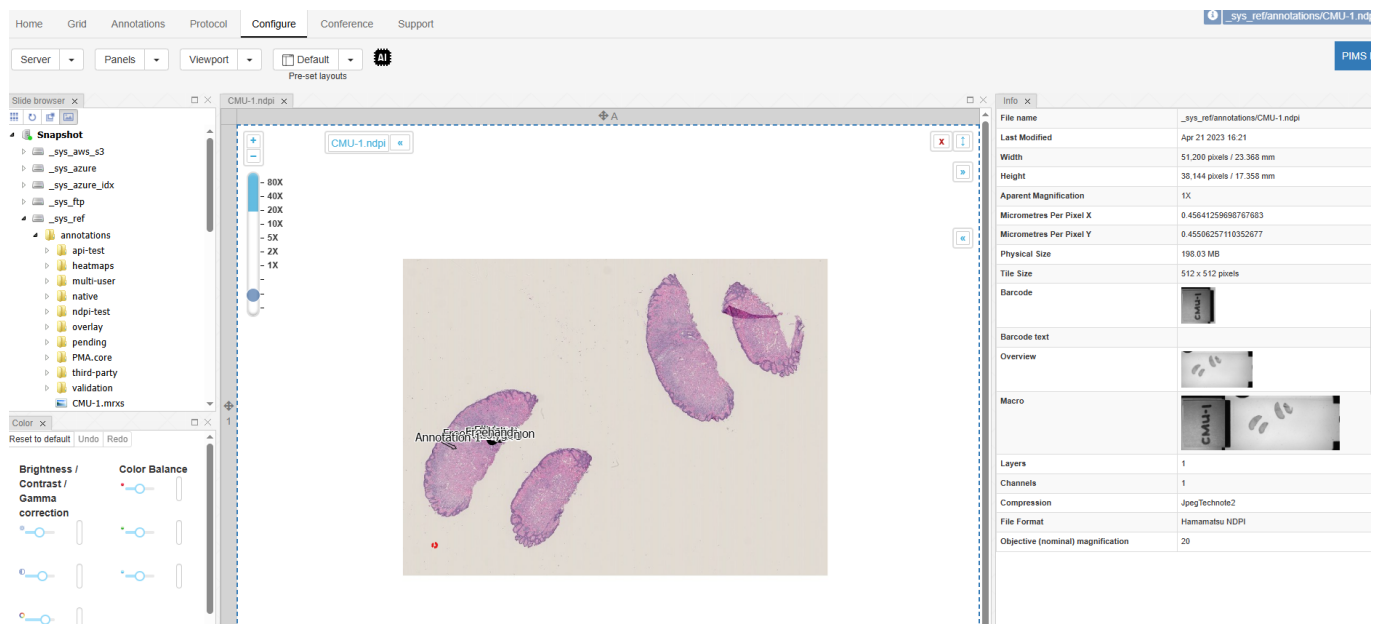 Home Grid Annotations Protocol Configure Conference Support
_sys_ref/annotations/CMU-1.ndp
Server Panels Viewport Default AI
Pre-set layouts
PIMS
Slide browser
Snapshot
_sys_aws_s3
_sys_azure
_sys_azure_idx
_sys_ftp
_sys_ref
annotations
api-test
heatmaps
multi-user
native
ndpi-test
overlay
pending
PMA.core
third-party
validation
CMU-1.mrxs
Color
Reset to default Undo Redo
Brightness /
Contrast /
Gamma
correction
Color Balance
CMU-1.ndpi
A
1
+
CMU-1.ndpi «
x
−
»
«
80X
40X
20X
10X
5X
2X
1X
Annotation
Freehand
Info
File name _sys_ref/annotations/CMU-1.ndpi
Last Modified Apr 21 2023 16:21
Width 51,200 pixels / 23.368 mm
Height 38,144 pixels / 17.358 mm
Aparent Magnification 1X
Micrometres Per Pixel X 0.45641259698767683
Micrometres Per Pixel Y 0.45506257110352677
Physical Size 198.03 MB
Tile Size 512 x 512 pixels
Barcode
CMU-1
Barcode text
Overview
Macro
CMU-1
Layers 1
Channels 1
Compression JpegTechnote2
File Format Hamamatsu NDPI
Objective (nominal) magnification 20